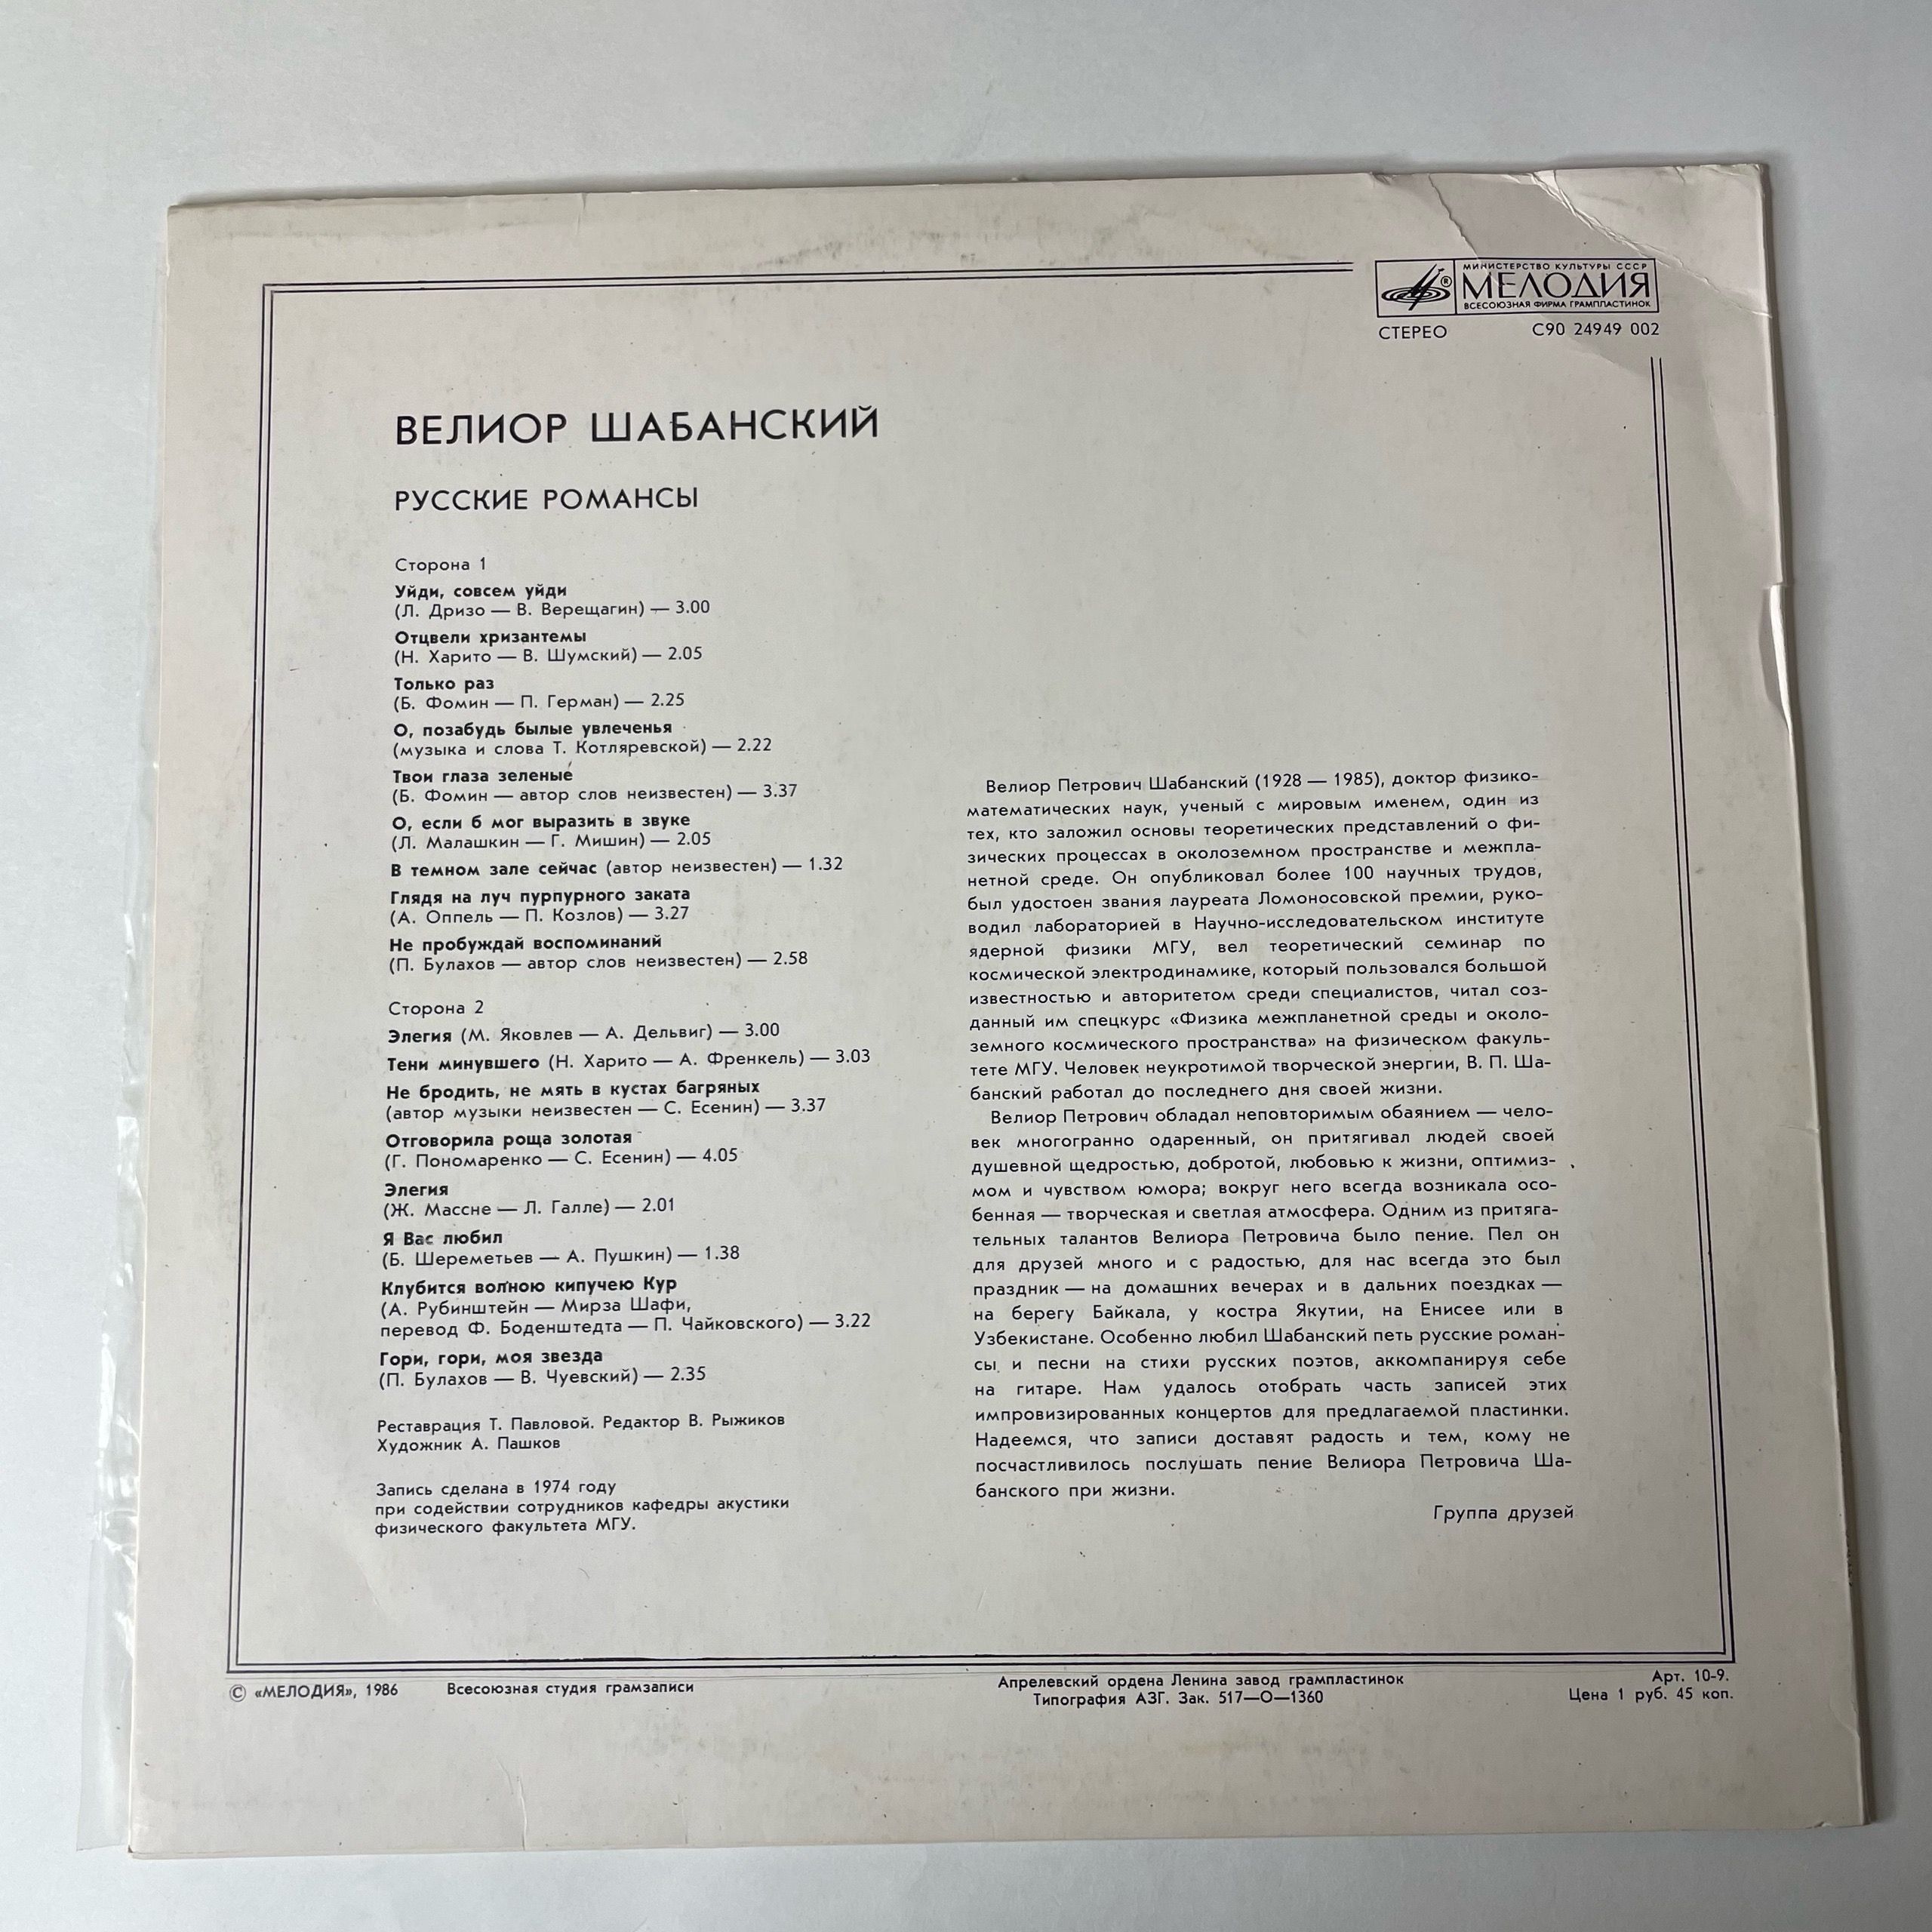 МИНИСТЕРСТВО КУЛЬТУРЫ СССР
МЕЛОДИЯ
ВСЕСОЮЗНАЯ ФИРМА ГРАМПЛАСТИНОК
СТЕРЕО С90 24949 002
ВЕЛИОР ШАБАНСКИЙ
РУССКИЕ РОМАНСЫ
Сторона 1
Уйди, совсем уйди
(Л. Дризо — В. Верещагин) — 3.00
Отцвели хризантемы
(Н. Харито — В. Шумский) — 2.05
Только раз
(Б. Фомин — П. Герман) — 2.25
О, позабудь былые увлеченья
(музыка и слова Т. Котляревской) — 2.22
Твои глаза зеленые
(Б. Фомин — автор слов неизвестен) — 3.37
О, если б мог выразить в звуке
(Л. Малашкин — Г. Мишин) — 2.05
В темном зале сейчас (автор неизвестен) — 1.32
Глядя на луч пурпурного заката
(А. Оппель — П. Козлов) — 3.27
Не пробуждай воспоминаний
(П. Булахов — автор слов неизвестен) — 2.58
Сторона 2
Элегия (М. Яковлев — А. Дельвиг) — 3.00
Тени минувшего (Н. Харито — А. Френкель) — 3.03
Не бродить, не мять в кустах багряных
(автор музыки неизвестен — С. Есенин) — 3.37
Отговорила роща золотая
(Г. Пономаренко — С. Есенин) — 4.05
Элегия
(Ж. Массне — Л. Галле) — 2.01
Я Вас любил
(Б. Шереметьев — А. Пушкин) — 1.38
Клубится волною кипучею Кур
(А. Рубинштейн — Мирза Шафи,
перевод Ф. Боденштедта — П. Чайковского) — 3.22
Гори, гори, моя звезда
(П. Булахов — В. Чуевский) — 2.35
Реставрация Т. Павловой. Редактор В. Рыжиков
Художник А. Пашков
Запись сделана в 1974 году
при содействии сотрудников кафедры акустики
физического факультета МГУ.
Велиор Петрович Шабанский (1928 — 1985), доктор физико-
математических наук, ученый с мировым именем, один из
тех, кто заложил основы теоретических представлений о фи-
зических процессах в околоземном пространстве и межпла-
нетной среде. Он опубликовал более 100 научных трудов,
был удостоен звания лауреата Ломоносовской премии, руко-
водил лабораторией в Научно-исследовательском институте
ядерной физики МГУ, вел теоретический семинар по
космической электродинамике, который пользовался большой
известностью и авторитетом среди специалистов, читал соз-
данный им спецкурс «Физика межпланетной среды и около-
земного космического пространства» на физическом факуль-
тете МГУ. Человек неукротимой творческой энергии, В. П. Ша-
банский работал до последнего дня своей жизни.
Велиор Петрович обладал неповторимым обаянием — чело-
век многогранно одаренный, он притягивал людей своей
душевной щедростью, добротой, любовью к жизни, оптимиз-
мом и чувством юмора; вокруг него всегда возникала осо-
бенная — творческая и светлая атмосфера. Одним из притяга-
тельных талантов Велиора Петровича было пение. Пел он
для друзей много и с радостью, для нас всегда это был
праздник — на домашних вечерах и в дальних поездках —
на берегу Байкала, у костра Якутии, на Енисее или в
Узбекистане. Особенно любил Шабанский петь русские роман-
сы и песни на стихи русских поэтов, аккомпанируя себе
на гитаре. Нам удалось отобрать часть записей этих
импровизированных концертов для предлагаемой пластинки.
Надеемся, что записи доставят радость и тем, кому не
посчастливилось послушать пение Велиора Петровича Ша-
банского при жизни.
Группа друзей
© «МЕЛОДИЯ», 1986 Всесоюзная студия грамзаписи
Апрелевский ордена Ленина завод грампластинок
Типография АЗГ. Зак. 517—О—1360
Арт. 10-9.
Цена 1 руб. 45 коп.